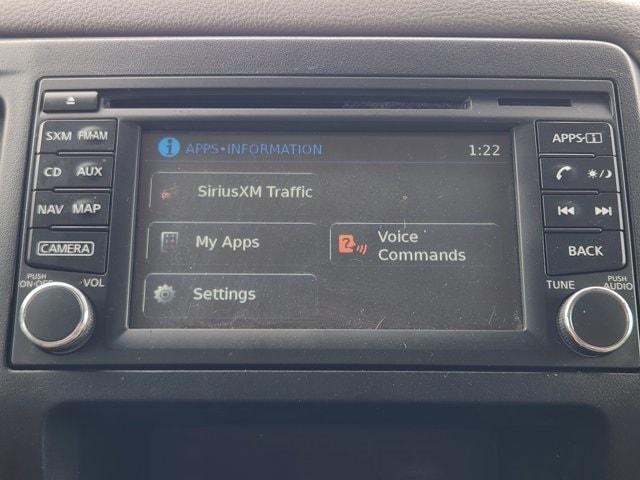 SXM FM·AM
CD AUX
NAV MAP
CAMERA
PUSH
ON·OFF
VOL
APPS•INFORMATION 1:22
SiriusXM Traffic
My Apps
Voice
Commands
Settings
APPS·i
BACK
TUNE
PUSH
AUDIO